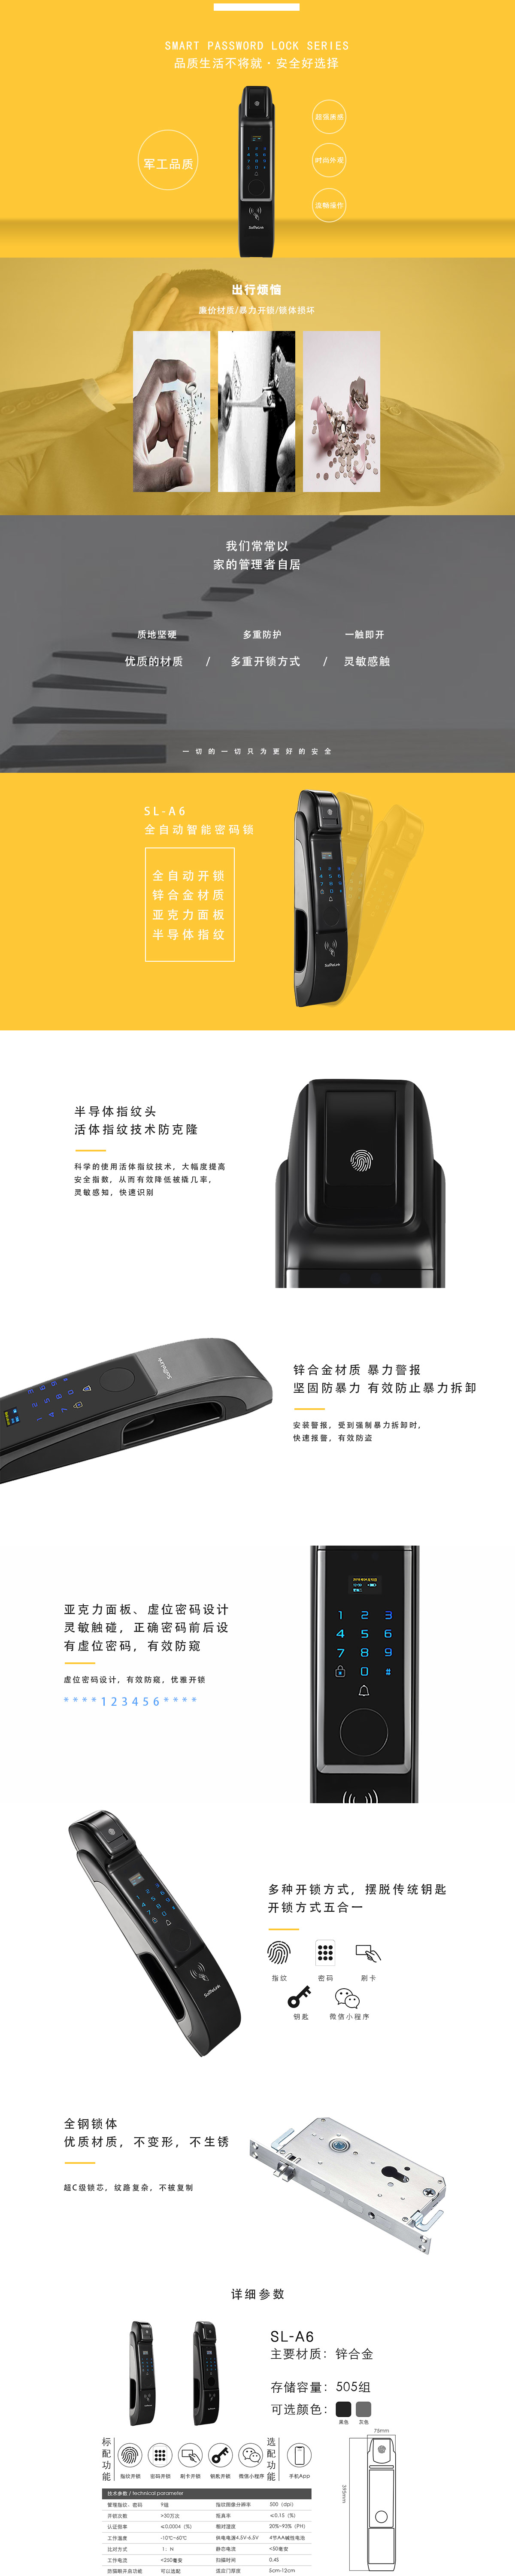 SMART PASSWORD LOCK SERIES
品质生活不将就·安全好选择
军工品质
时尚外观
SoffieLink
出行烦恼
廉价材质/暴力开锁/锁体损坏
我们常常以
家的管理者自居
质地坚硬 多重防护 一触即开
优质的材质 / 多重开锁方式 / 灵敏感触
一切的一切只为更好的安全
SL-A6
全自动智能密码锁
全自动开锁
锌合金材质
亚克力面板
半导体指纹
半导体指纹头
活体指纹技术防克隆
科学的使用活体指纹技术，大幅度提高
安全指数，从而有效降低被撬几率，
灵敏感知，快速识别
锌合金材质 暴力警报
坚固防暴力 有效防止暴力拆卸
安装警报，受到强制暴力拆卸时，
快速报警，有效防盗
亚克力面板、虚位密码设计
灵敏触碰，正确密码前后设
有虚位密码，有效防窥
虚位密码设计，有效防窥，优雅开锁
****123456****
1 2 3
4 5 6
7 8 9
0 #
多种开锁方式，摆脱传统钥匙
开锁方式五合一
指纹 密码 刷卡
钥匙 微信小程序
全钢锁体
优质材质，不变形，不生锈
超C级锁芯，纹路复杂，不被复制
详细参数
SL-A6
主要材质：锌合金
存储容量：505组
可选颜色：
黑色 灰色
标配功能
指纹开锁 密码开锁 刷卡开锁 钥匙开锁 微信小程序
选配功能
手机App
75mm
技术参数 / technical parameter
管理指纹、密码 9组 指纹图像分辨率 500（dpi）
开锁次数 >30万次 拒真率 ≤0.15（%）
认证假率 ≤0.0004（%） 相对湿度 20%-93%（PH）
工作温度 -10℃~60℃ 供电电源4.5V-6.5V 4节AA碱性电池
比对方式 1：N 静态电流 <50毫安
工作电流 <250毫安 扫描时间 0.4S
防猫眼开启功能 可以选配 适应门厚度 5cm-12cm